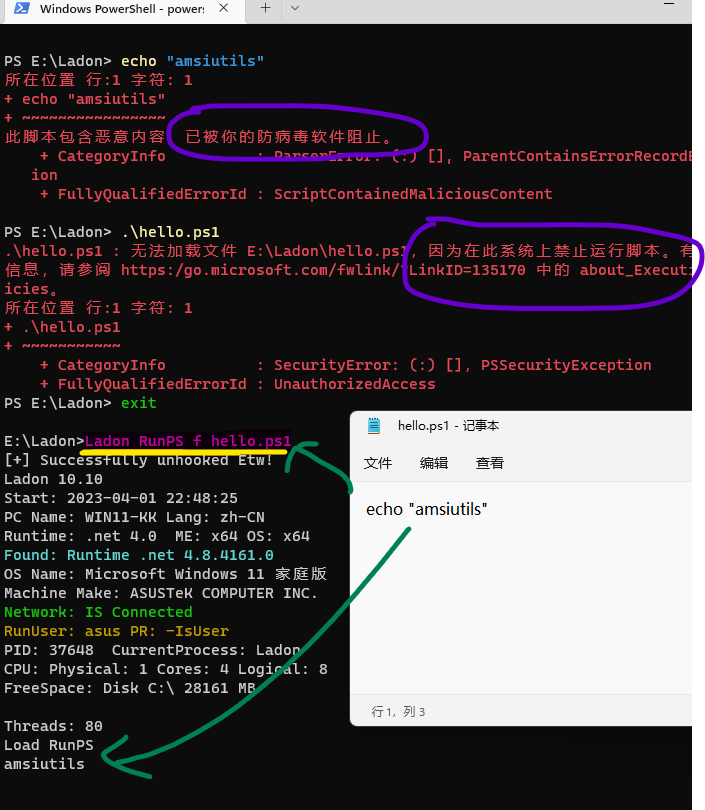 Windows PowerShell - powers
PS E:\Ladon> echo "amsiutils"
所在位置 行:1 字符: 1
+ echo "amsiutils"
+ ~~~~~~~~~~~~~~~~
此脚本包含恶意内容 已被你的防病毒软件阻止。
+ CategoryInfo : ParserError: (:) [], ParentContainsErrorRecordE
ion
+ FullyQualifiedErrorId : ScriptContainedMaliciousContent
PS E:\Ladon> .\hello.ps1
.\hello.ps1 : 无法加载文件 E:\Ladon\hello.ps1，因为在此系统上禁止运行脚本。有
信息，请参阅 https:/go.microsoft.com/fwlink/?LinkID=135170 中的 about_Executi
icies。
所在位置 行:1 字符: 1
+ .\hello.ps1
+ ~~~~~~~~~~~
+ CategoryInfo : SecurityError: (:) [], PSSecurityException
+ FullyQualifiedErrorId : UnauthorizedAccess
PS E:\Ladon> exit
E:\Ladon>Ladon RunPS f hello.ps1
[+] Successfully unhooked Etw!
Ladon 10.10
Start: 2023-04-01 22:48:25
PC Name: WIN11-KK Lang: zh-CN
Runtime: .net 4.0 ME: x64 OS: x64
Found: Runtime .net 4.8.4161.0
OS Name: Microsoft Windows 11 家庭版
Machine Make: ASUSTeK COMPUTER INC.
Network: IS Connected
RunUser: asus PR: -IsUser
PID: 37648 CurrentProcess: Ladon
CPU: Physical: 1 Cores: 4 Logical: 8
FreeSpace: Disk C:\ 28161 MB
Threads: 80
Load RunPS
amsiutils
hello.ps1 - 记事本
文件 编辑 查看
echo "amsiutils"
行 1，列 3